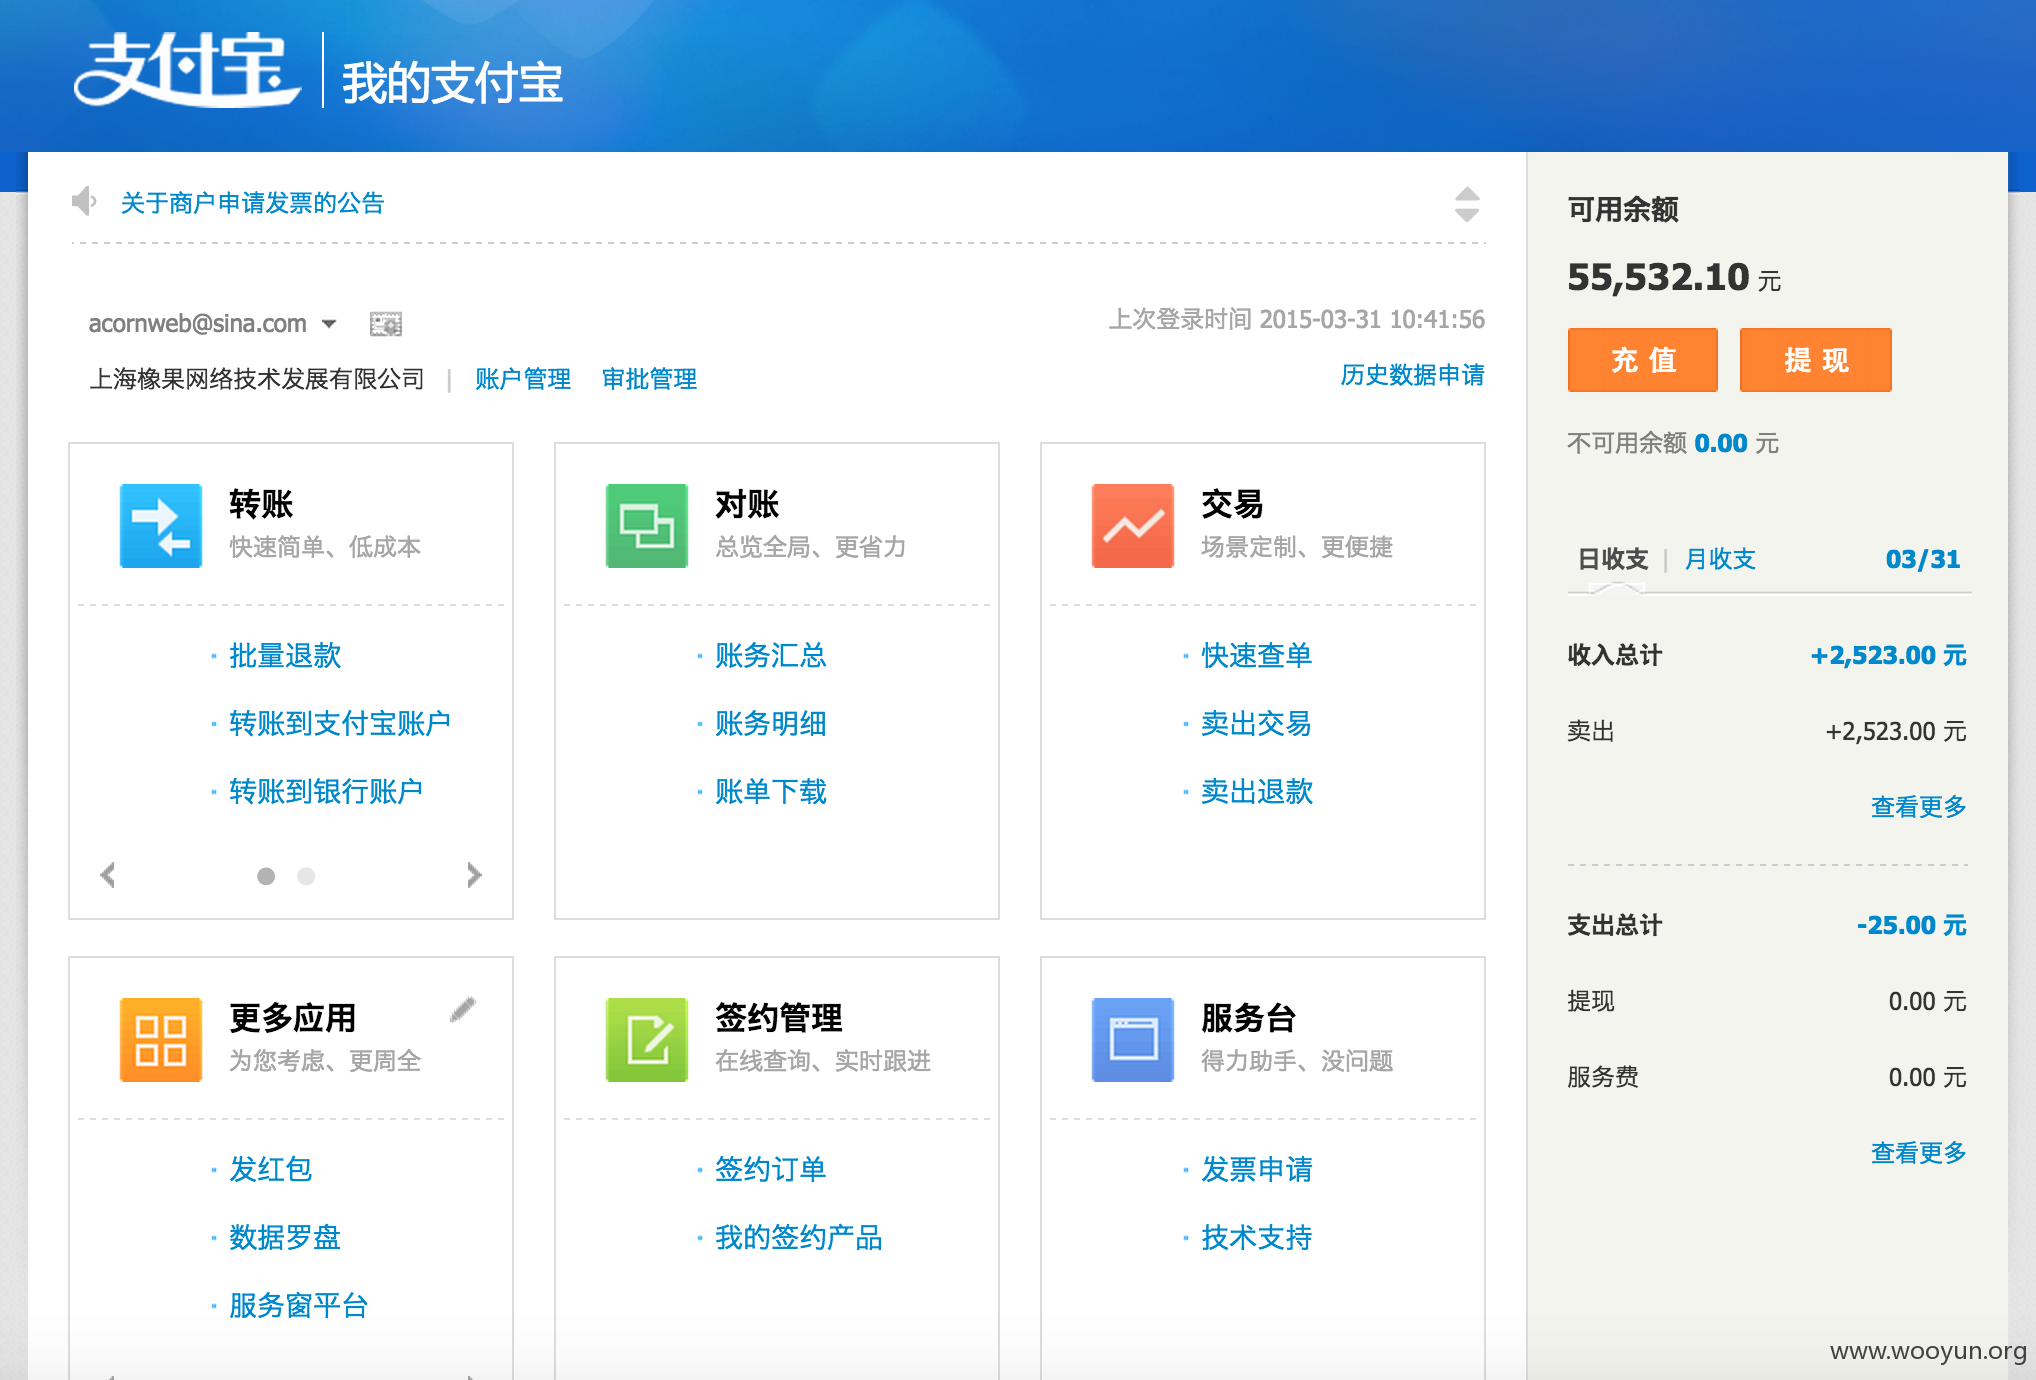 支付宝 我的支付宝
关于商户申请发票的公告
acornweb@sina.com
上次登录时间 2015-03-31 10:41:56
上海橡果网络技术发展有限公司 | 账户管理 审批管理
历史数据申请
转账
快速简单、低成本
· 批量退款
· 转账到支付宝账户
· 转账到银行账户
对账
总览全局、更省力
· 账务汇总
· 账务明细
· 账单下载
交易
场景定制、更便捷
· 快速查单
· 卖出交易
· 卖出退款
更多应用
为您考虑、更周全
· 发红包
· 数据罗盘
· 服务窗平台
签约管理
在线查询、实时跟进
· 签约订单
· 我的签约产品
服务台
得力助手、没问题
· 发票申请
· 技术支持
可用余额
55,532.10 元
充 值 提 现
不可用余额 0.00 元
日收支 | 月收支 03/31
收入总计 +2,523.00 元
卖出 +2,523.00 元
查看更多
支出总计 -25.00 元
提现 0.00 元
服务费 0.00 元
查看更多
www.wooyun.org